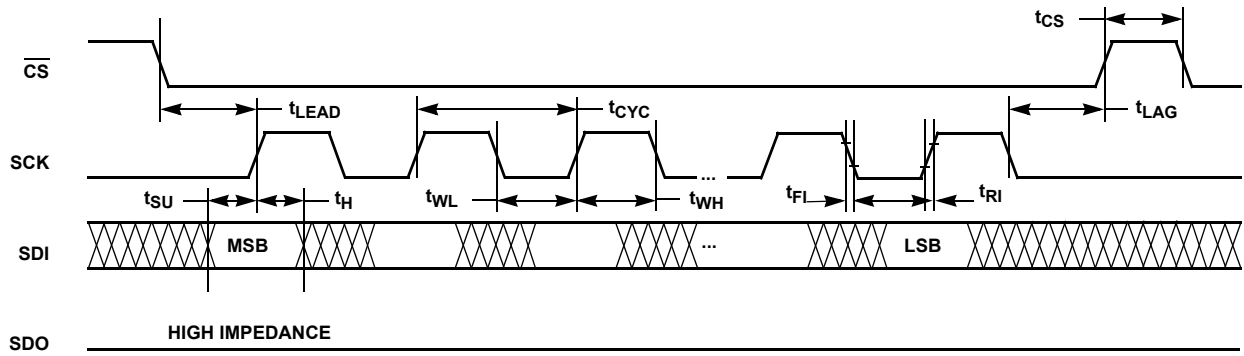 tCS
CS
tLEAD
tCYC
tLAG
SCK
...
tSU
tH
tWL
tWH
tFI
tRI
SDI
MSB
...
LSB
HIGH IMPEDANCE
SDO